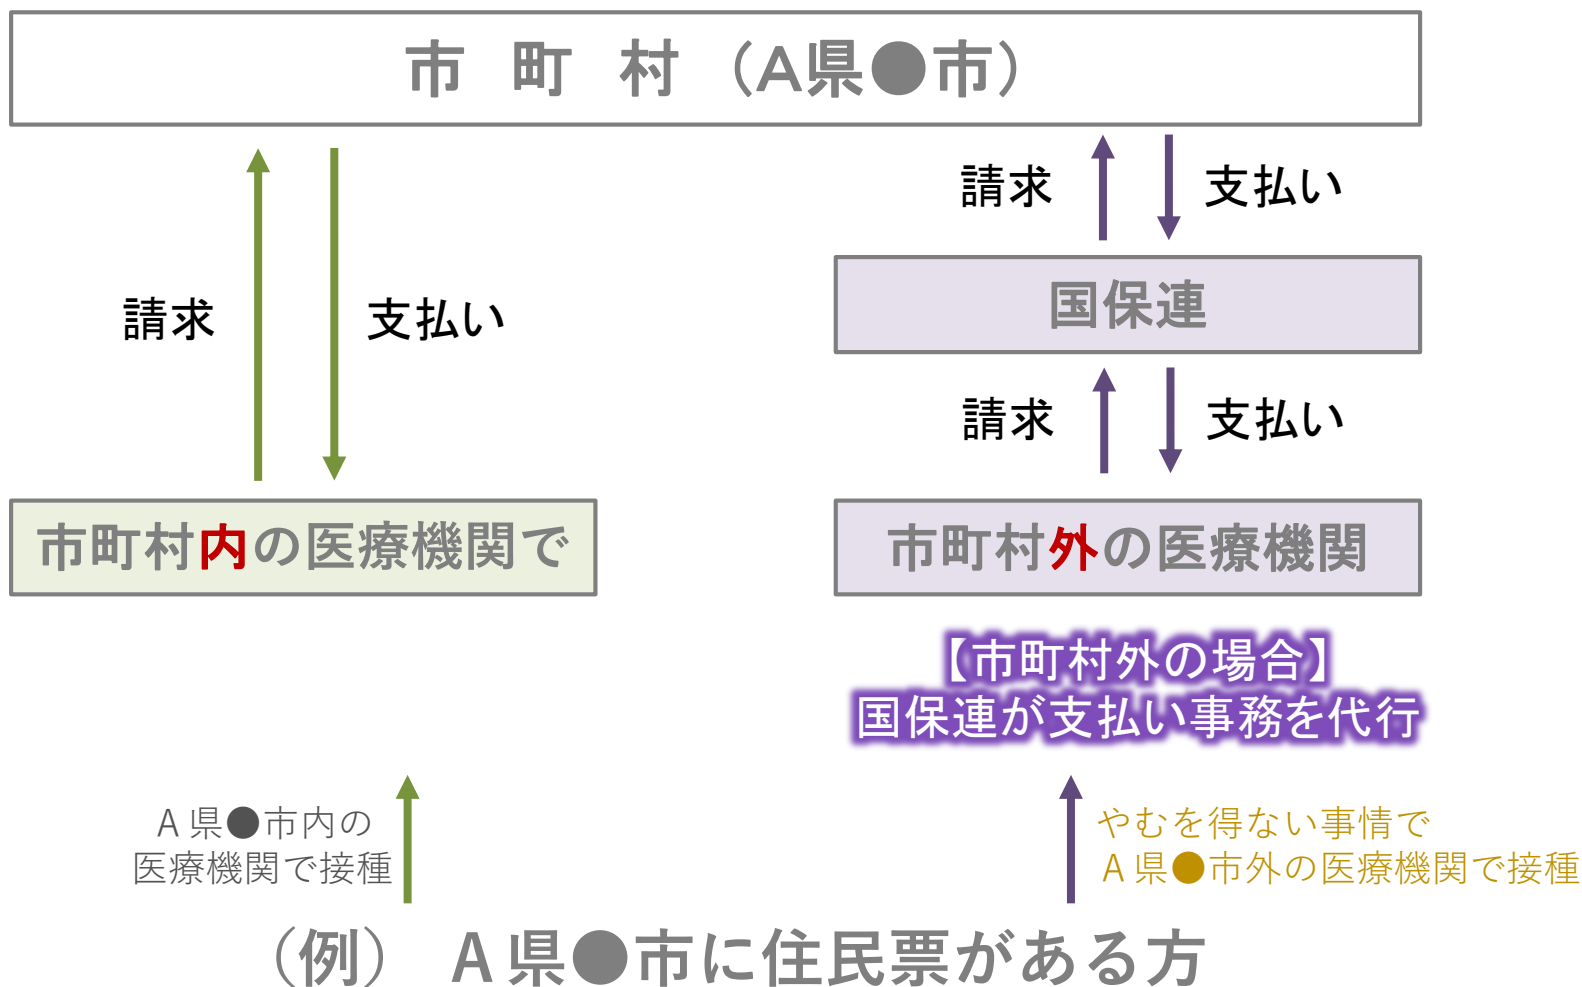 市　町　村　（A県●市）
請求
支払い
請求
支払い
国保連
請求
支払い
市町村内の医療機関で
市町村外の医療機関
【市町村外の場合】
国保連が支払い事務を代行
A県●市内の
医療機関で接種
やむを得ない事情で
A県●市外の医療機関で接種
（例）　A県●市に住民票がある方